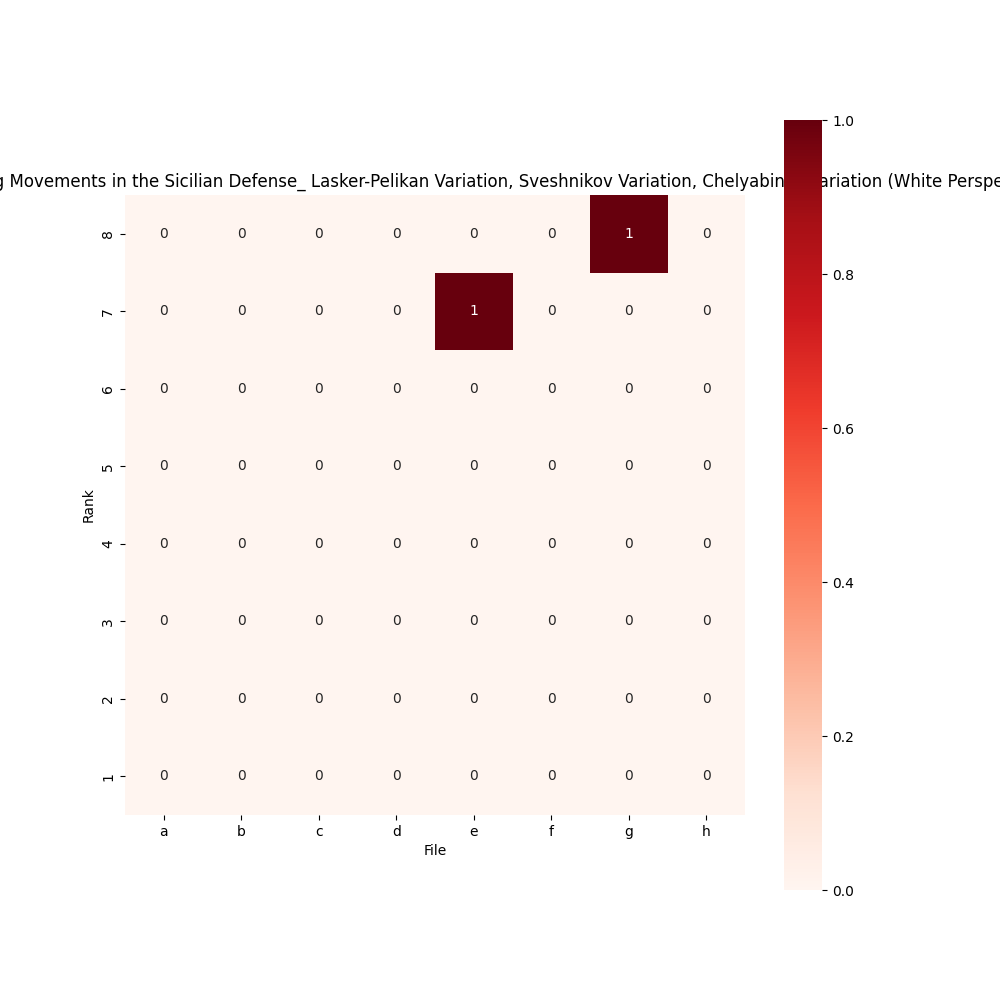 1.0
g Movements in the Sicilian Defense_ Lasker-Pelikan Variation, Sveshnikov Variation, Chelyabin ariation (White Perspe
8 0 0 0 0 0 0 1 0
0.8
7 0 0 0 0 1 0 0 0
6 0 0 0 0 0 0 0 0
0.6
5 0 0 0 0 0 0 0 0
Rank
4 0 0 0 0 0 0 0 0
0.4
3 0 0 0 0 0 0 0 0
2 0 0 0 0 0 0 0 0
0.2
1 0 0 0 0 0 0 0 0
a b c d e f g h
File
0.0